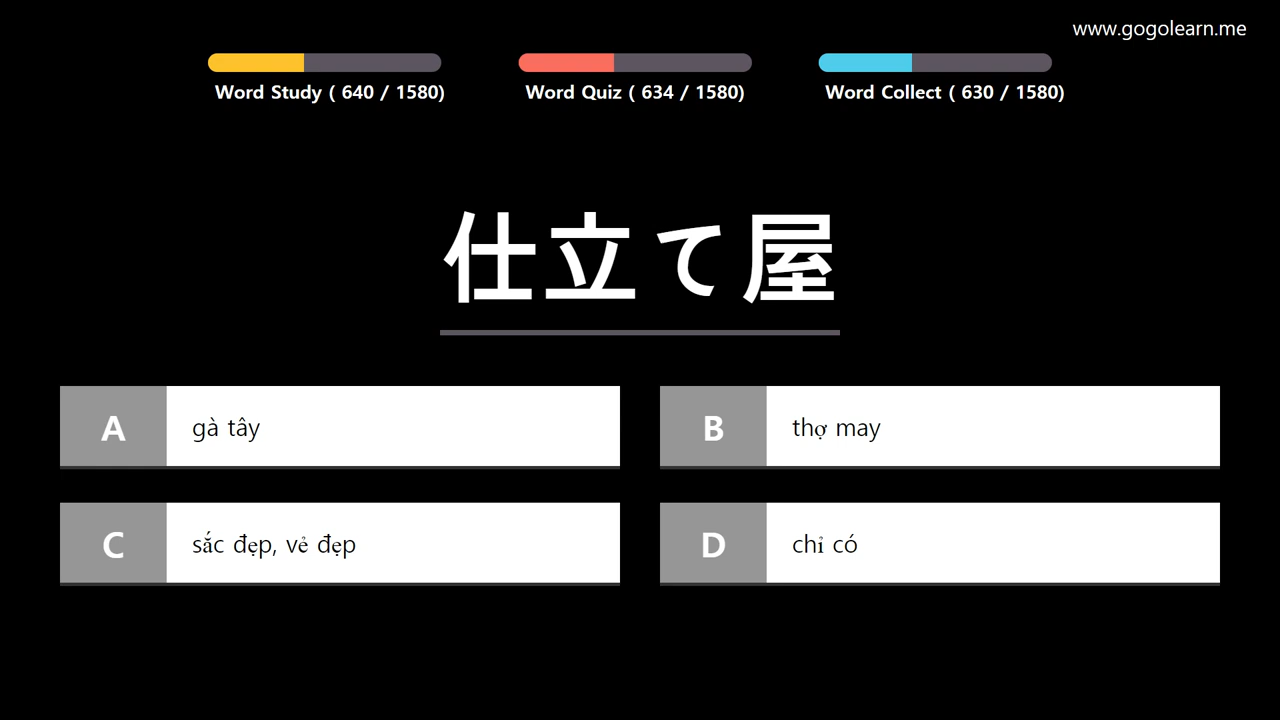 www.gogolearn.me
Word Study ( 640 / 1580)
Word Quiz ( 634 / 1580)
Word Collect ( 630 / 1580)
仕立て屋
A gà tây
B thợ may
C sắc đẹp, vẻ đẹp
D chỉ có